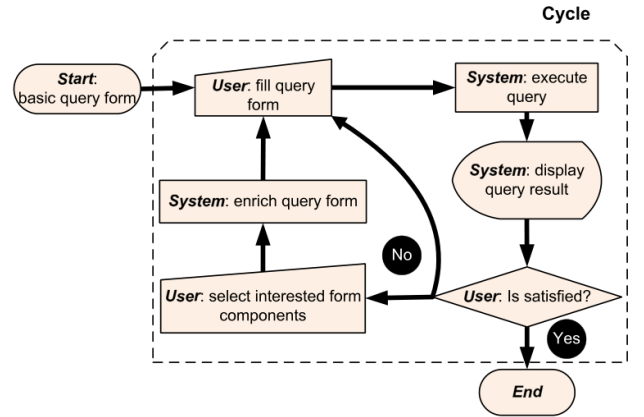 Cycle
Start:
basic query form
User: fill query
form
System: execute
query
System: display
query result
System: enrich query form
No
User: select interested form
components
User: Is satisfied?
Yes
End